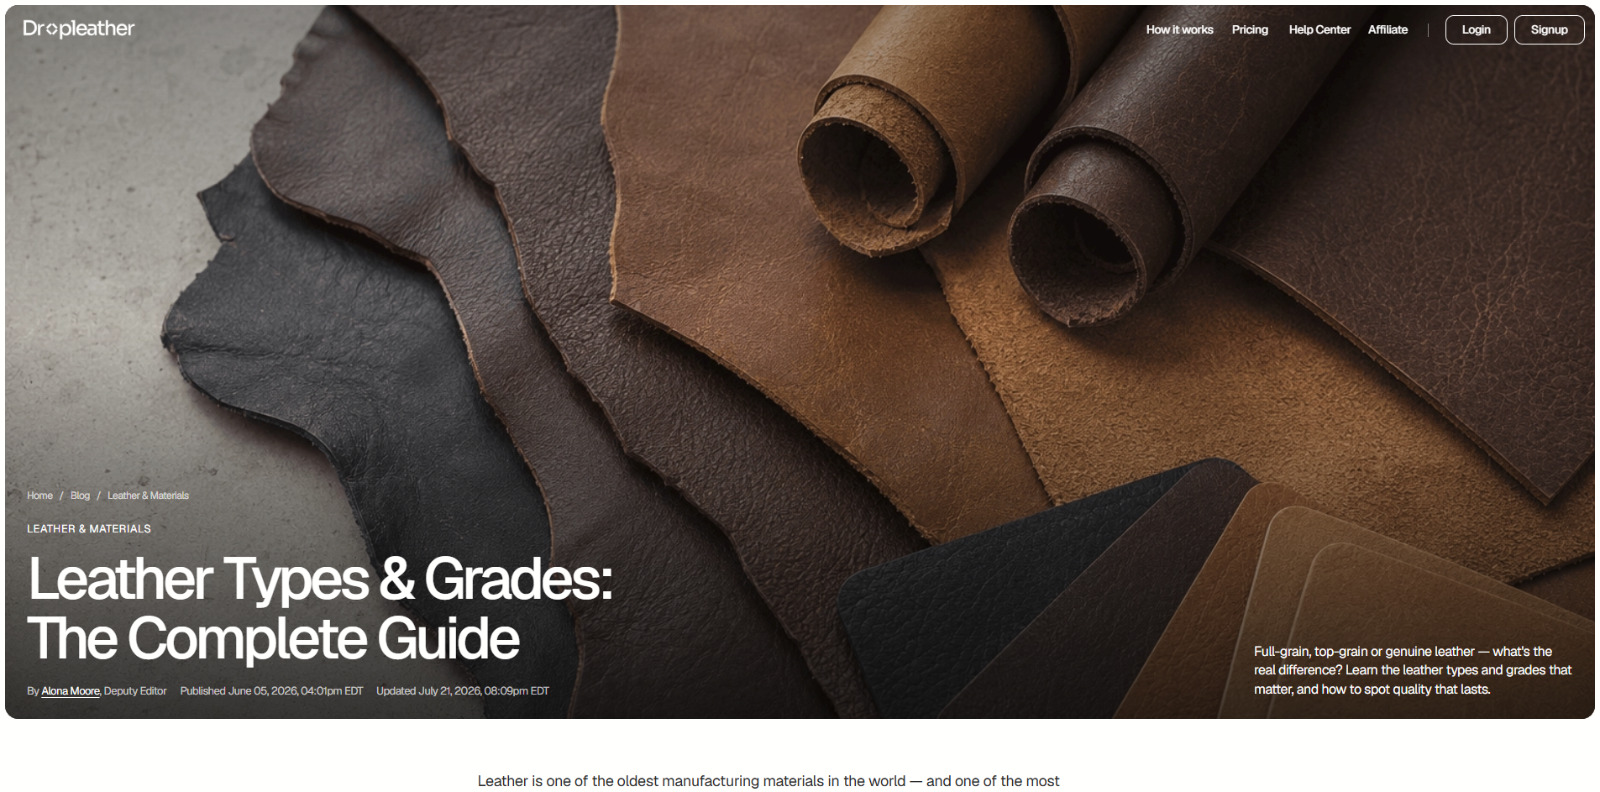 Dropleather
How it works
Pricing
Help Center
Affiliate
Login
Signup
Home / Blog / Leather & Materials
LEATHER & MATERIALS
Leather Types & Grades:
The Complete Guide
By Alona Moore, Deputy Editor Published June 05, 2026, 04:01pm EDT Updated July 21, 2026, 08:09pm EDT
Full-grain, top-grain or genuine leather — what's the
real difference? Learn the leather types and grades that
matter, and how to spot quality that lasts.
Leather is one of the oldest manufacturing materials in the world — and one of the most